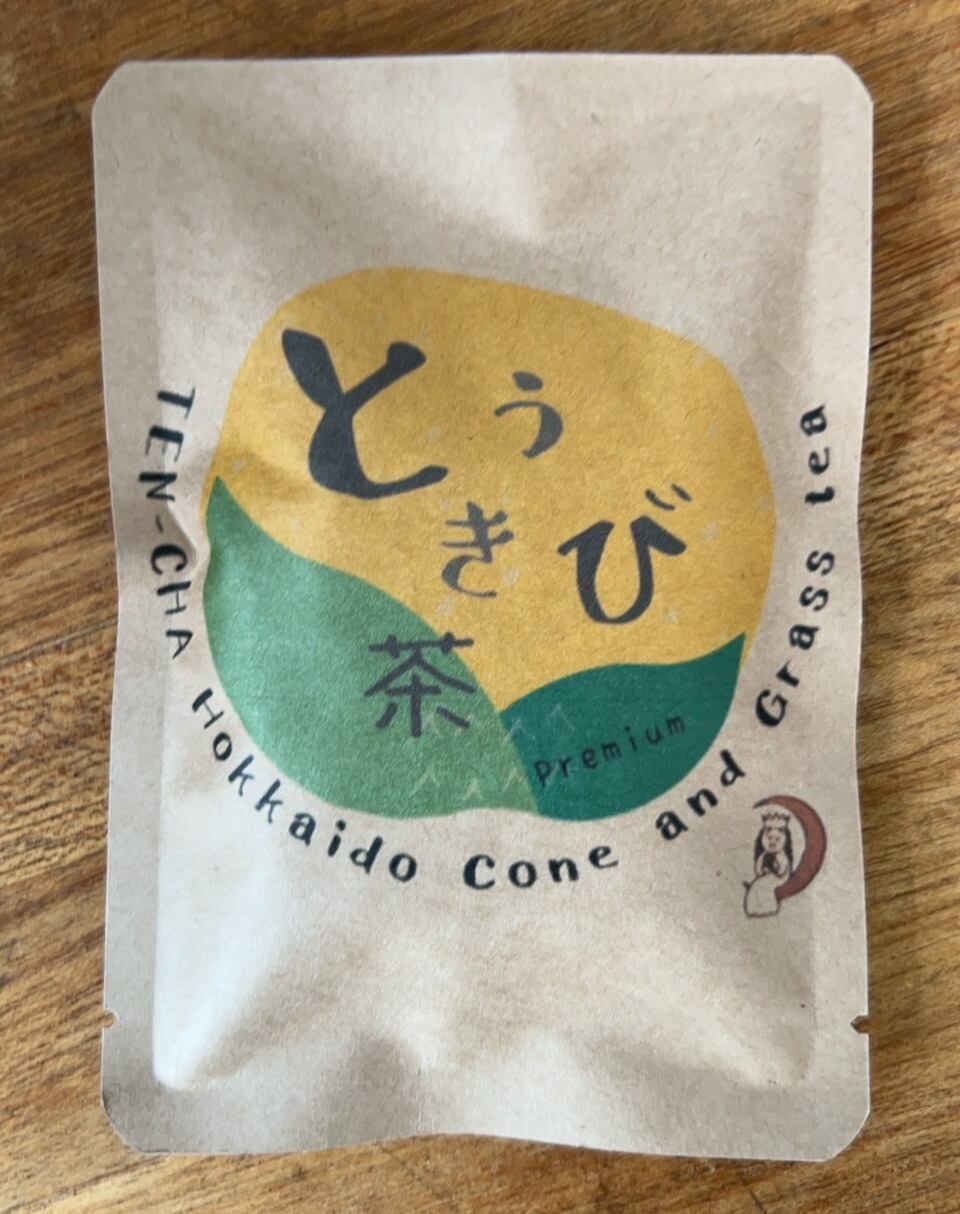 とうきび
茶
Premium
TEN-CHA Hokkaido Cone and Grass tea